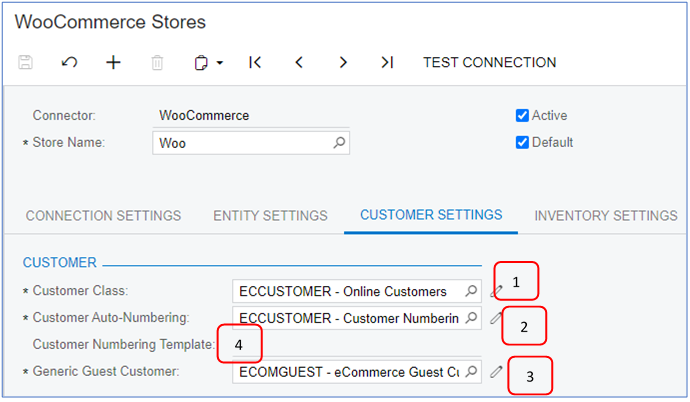 WooCommerce Stores
TEST CONNECTION
Connector: WooCommerce Active
* Store Name: Woo Default
CONNECTION SETTINGS ENTITY SETTINGS CUSTOMER SETTINGS INVENTORY SETTINGS
CUSTOMER
* Customer Class: ECCUSTOMER - Online Customers 1
* Customer Auto-Numbering: ECCUSTOMER - Customer Numberin 2
Customer Numbering Template: 4
* Generic Guest Customer: ECOMGUEST - eCommerce Guest Cu 3